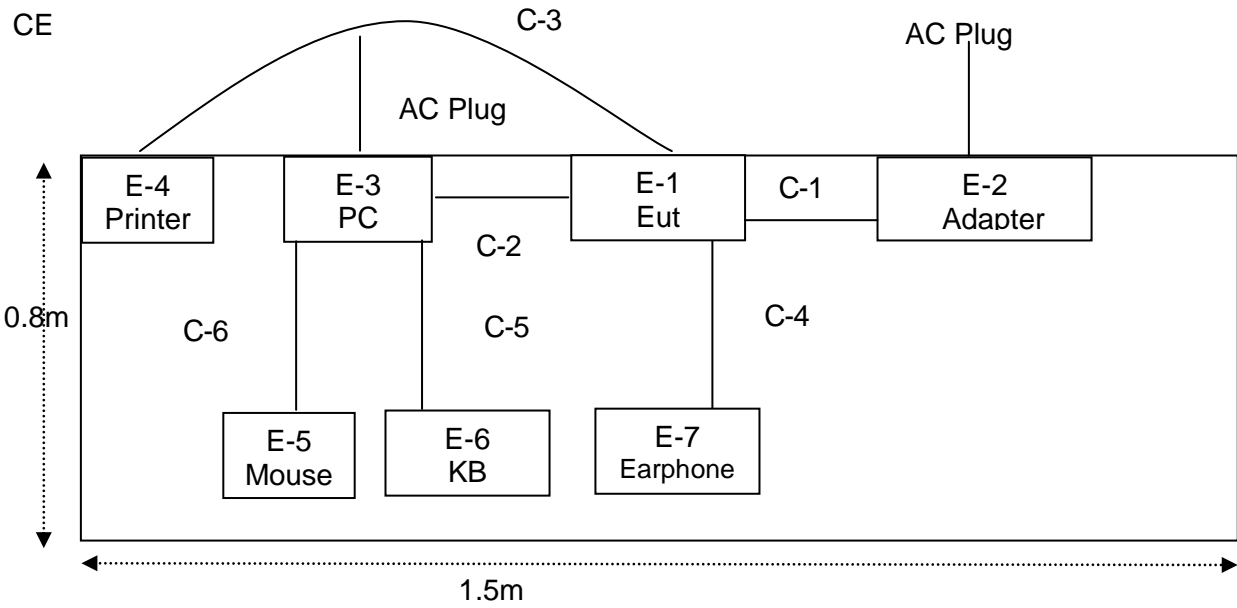 CE
C-3
AC Plug
AC Plug
E-4
Printer
E-3
PC
E-1
Eut
C-1
E-2
Adapter
C-2
0.8m
C-6
C-5
C-4
E-5
Mouse
E-6
KB
E-7
Earphone
1.5m